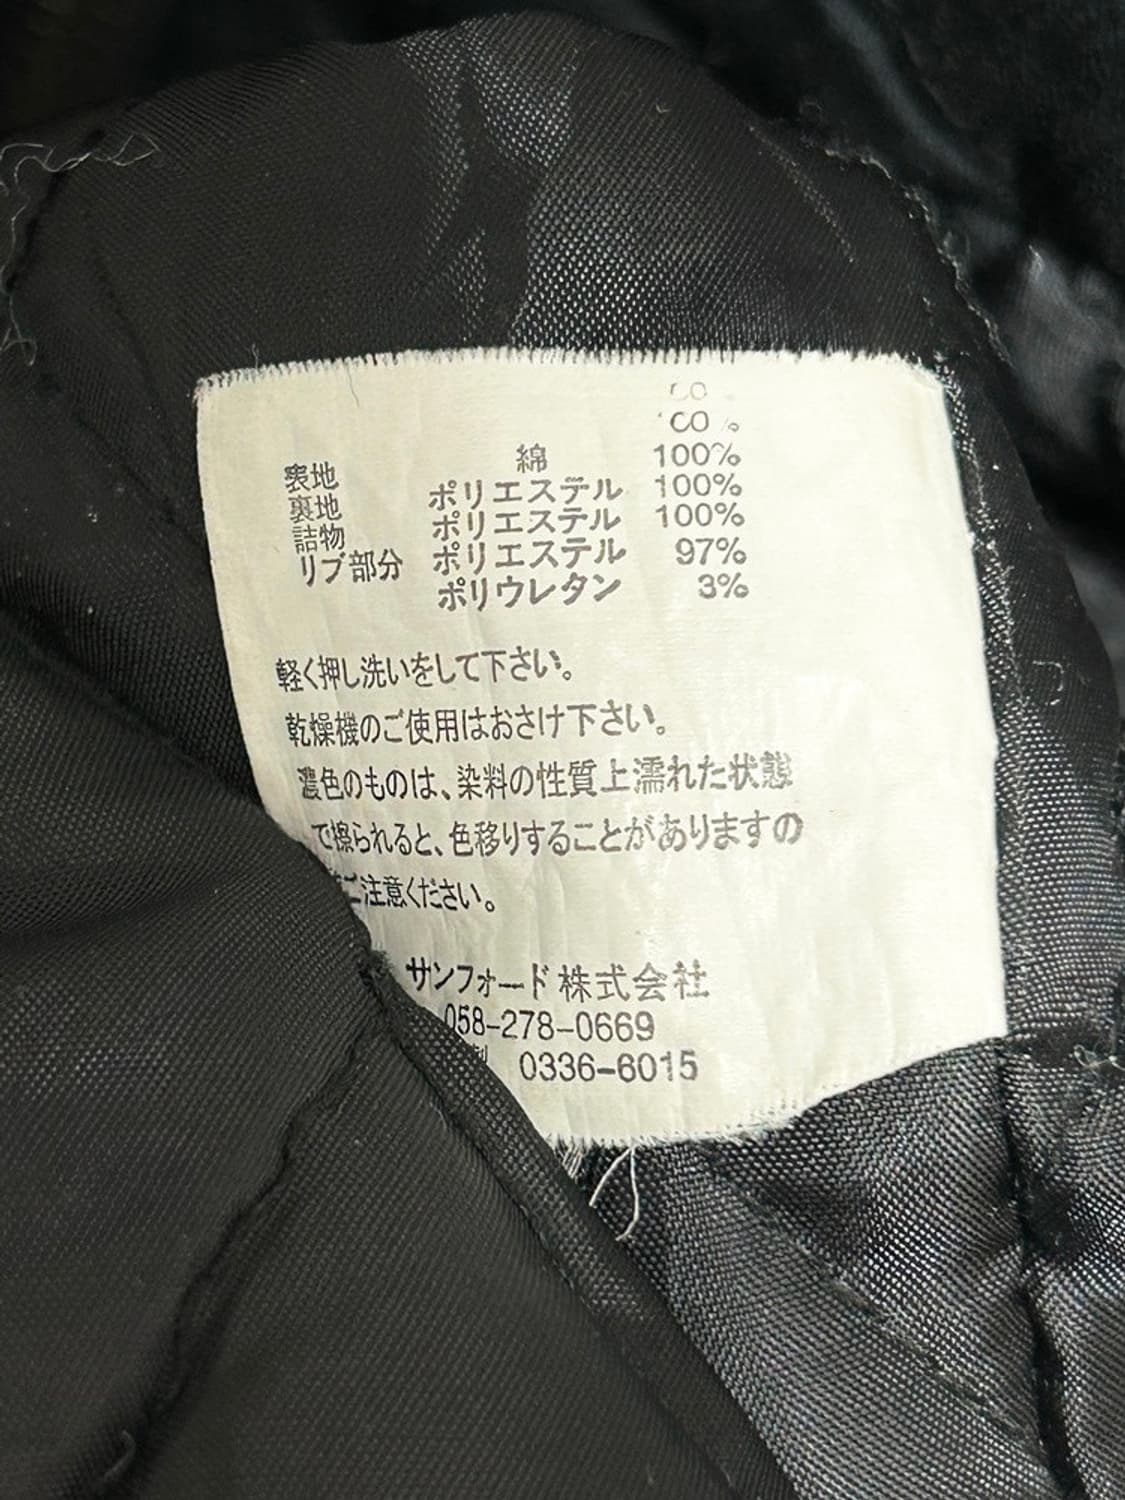 00%
表地 綿 100%
裏地 ポリエステル 100%
詰物 ポリエステル 100%
リブ部分 ポリエステル 97%
ポリウレタン 3%
軽く押し洗いをして下さい。
乾燥機のご使用はおさけ下さい。
濃色のものは、染料の性質上濡れた状態
で擦られると、色移りすることがありますの
ご注意ください。
サンフォード株式会社
058-278-0669
0336-6015